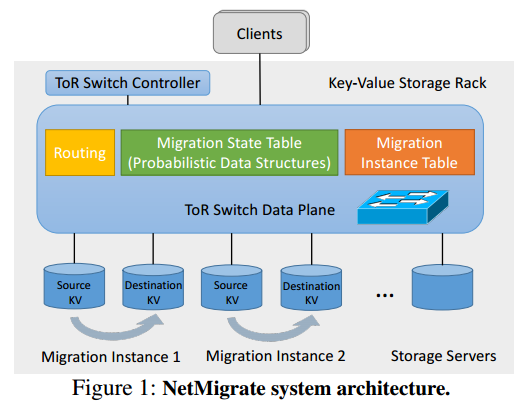 Clients
ToR Switch Controller
Key-Value Storage Rack
Routing
Migration State Table
(Probabilistic Data Structures)
Migration
Instance Table
ToR Switch Data Plane
Source
KV
Destination
KV
Source
KV
Destination
KV
...
Migration Instance 1
Migration Instance 2
Storage Servers
Figure 1: NetMigrate system architecture.